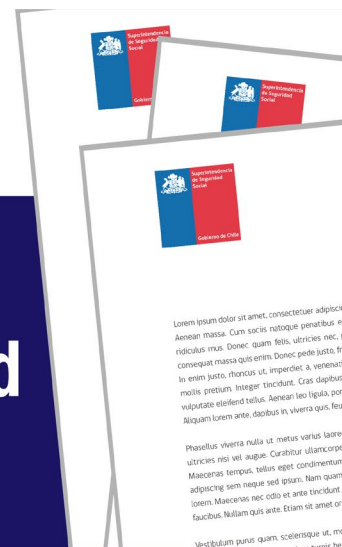 Superintendencia
de Seguridad
Social
Gobiern
Superintendencia
de Seguridad
Social
Superintendencia
de Seguridad
Social
Gobierno de Chile
d
Lorem ipsum dolor sit amet, consectetuer adipiscin
Aenean massa. Cum sociis natoque penatibus e
ridiculus mus. Donec quam felis, ultricies nec,
consequat massa quis enim. Donec pede justo, fr
In enim justo, rhoncus ut, imperdiet a, venenati
mollis pretium. Integer tincidunt. Cras dapibus
vulputate eleifend tellus. Aenean leo ligula, por
Aliquam lorem ante, dapibus in, viverra quis, feu
Phasellus viverra nulla ut metus varius laore
ultricies nisi vel augue. Curabitur ullamcorpe
Maecenas tempus, tellus eget condimentum
adipiscing sem neque sed ipsum. Nam quam
lorem. Maecenas nec odio et ante tincidunt
faucibus. Nullam quis ante. Etiam sit amet or
Vestibulum purus quam, scelerisque ut, mo